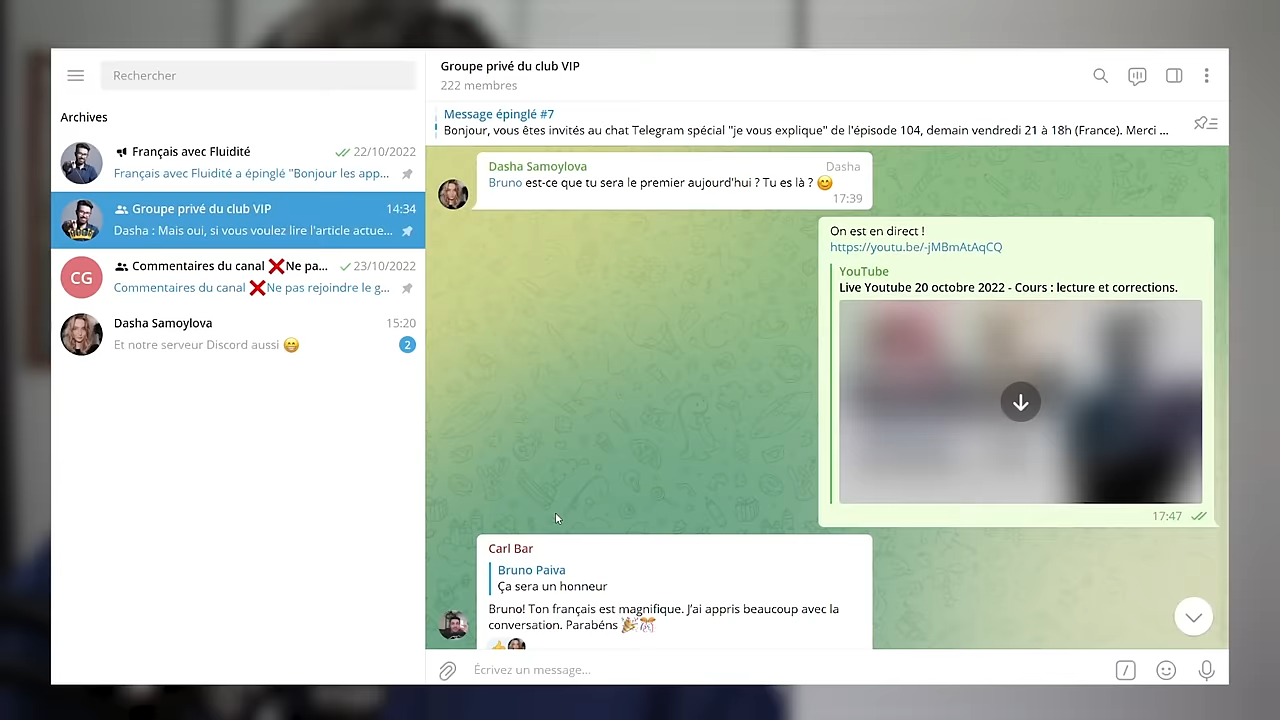 Rechercher
Archives
Français avec Fluidité
22/10/2022
Français avec Fluidité a épinglé "Bonjour les app...
Groupe privé du club VIP
14:34
Dasha : Mais oui, si vous voulez lire l'article actue...
CG
Commentaires du canal ❌Ne pa...
23/10/2022
Commentaires du canal ❌Ne pas rejoindre le g...
Dasha Samoylova
15:20
Et notre serveur Discord aussi 😁
2
Groupe privé du club VIP
222 membres
Message épinglé #7
Bonjour, vous êtes invités au chat Telegram spécial "je vous explique" de l'épisode 104, demain vendredi 21 à 18h (France). Merci ...
Dasha Samoylova
Dasha
Bruno est-ce que tu sera le premier aujourd'hui ? Tu es là ? 😊
17:39
On est en direct !
https://youtu.be/-jMBmAtAqCQ
YouTube
Live Youtube 20 octobre 2022 - Cours : lecture et corrections.
17:47
Carl Bar
Bruno Paiva
Ça sera un honneur
Bruno! Ton français est magnifique. J'ai appris beaucoup avec la
conversation. Parabéns 🎉🎊
Écrivez un message...